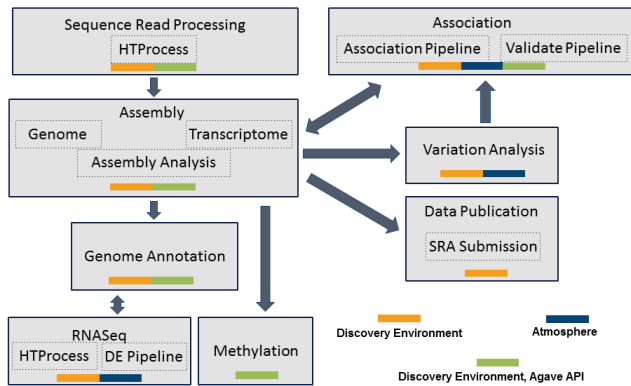 Sequence Read Processing
HTProcess
Association
Association Pipeline
Validate Pipeline
Assembly
Genome
Transcriptome
Assembly Analysis
Variation Analysis
Data Publication
SRA Submission
Genome Annotation
RNASeq
HTProcess
DE Pipeline
Methylation
Discovery Environment
Atmosphere
Discovery Environment, Agave API